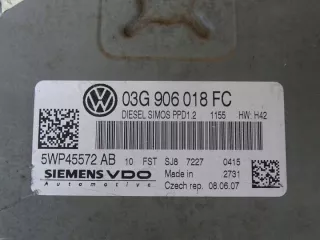 03G 906 018 FC
DIESEL SIMOS PPD1.2 1155 HW: H42
5WP45572 AB 10 FST SJ8 7227 0415
SIEMENS VDO Made in 2731
Automotive Czech rep. 08.06.07